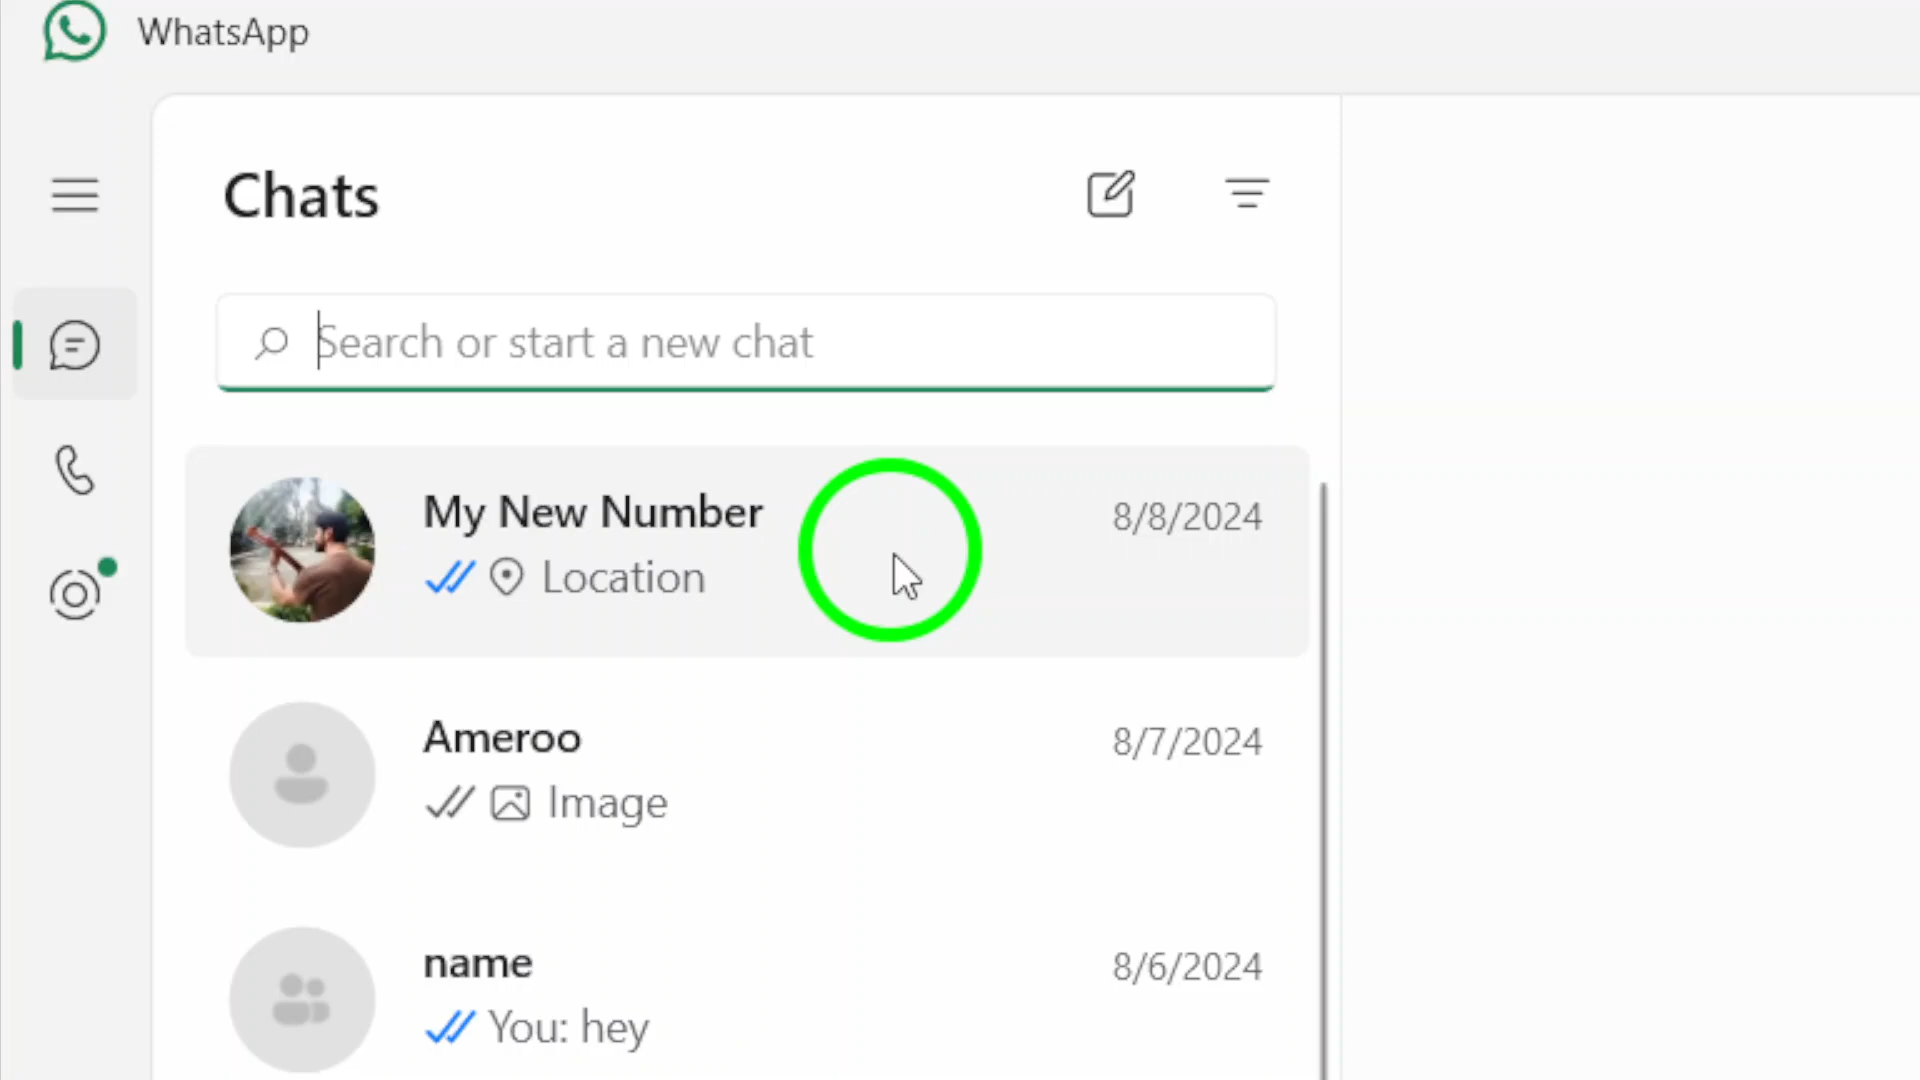 WhatsApp
Chats
Search or start a new chat
My New Number
8/8/2024
Location
Ameroo
8/7/2024
Image
name
8/6/2024
You: hey